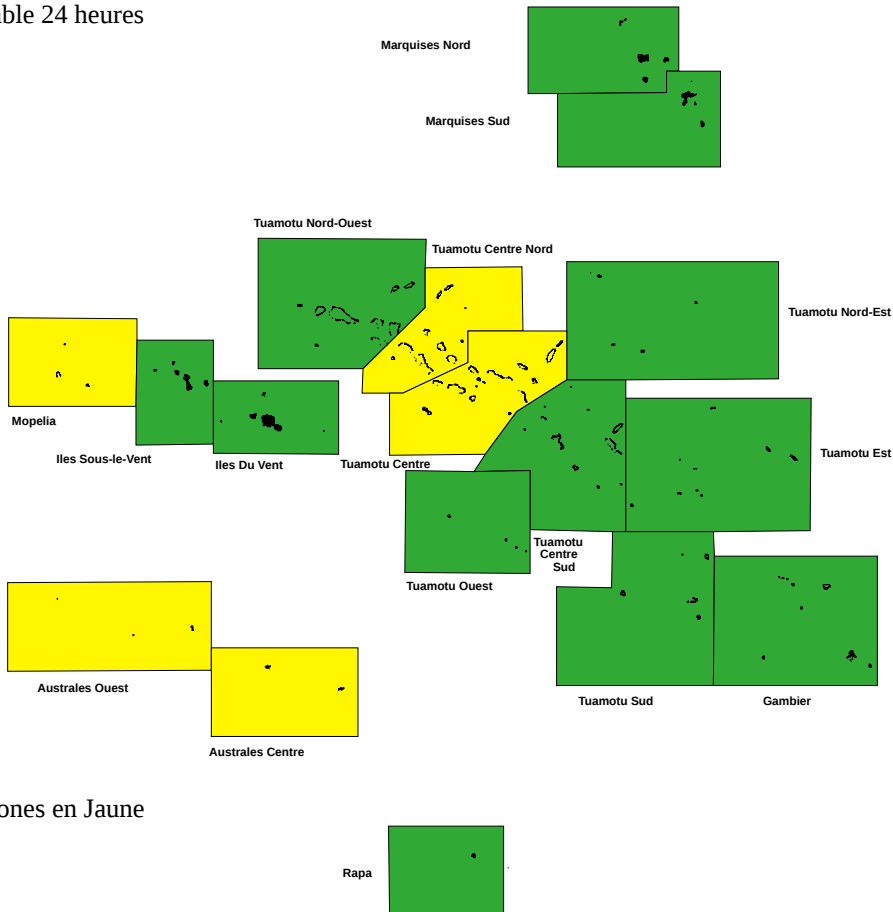 24 heures
Marquises Nord
Marquises Sud
Tuamotu Nord-Ouest
Tuamotu Centre Nord
Tuamotu Nord-Est
Mopelia
Iles Sous-le-Vent
Iles Du Vent
Tuamotu Centre
Tuamotu Est
Tuamotu
Centre
Sud
Tuamotu Ouest
Australes Ouest
Tuamotu Sud
Gambier
Australes Centre
en Jaune
Rapa